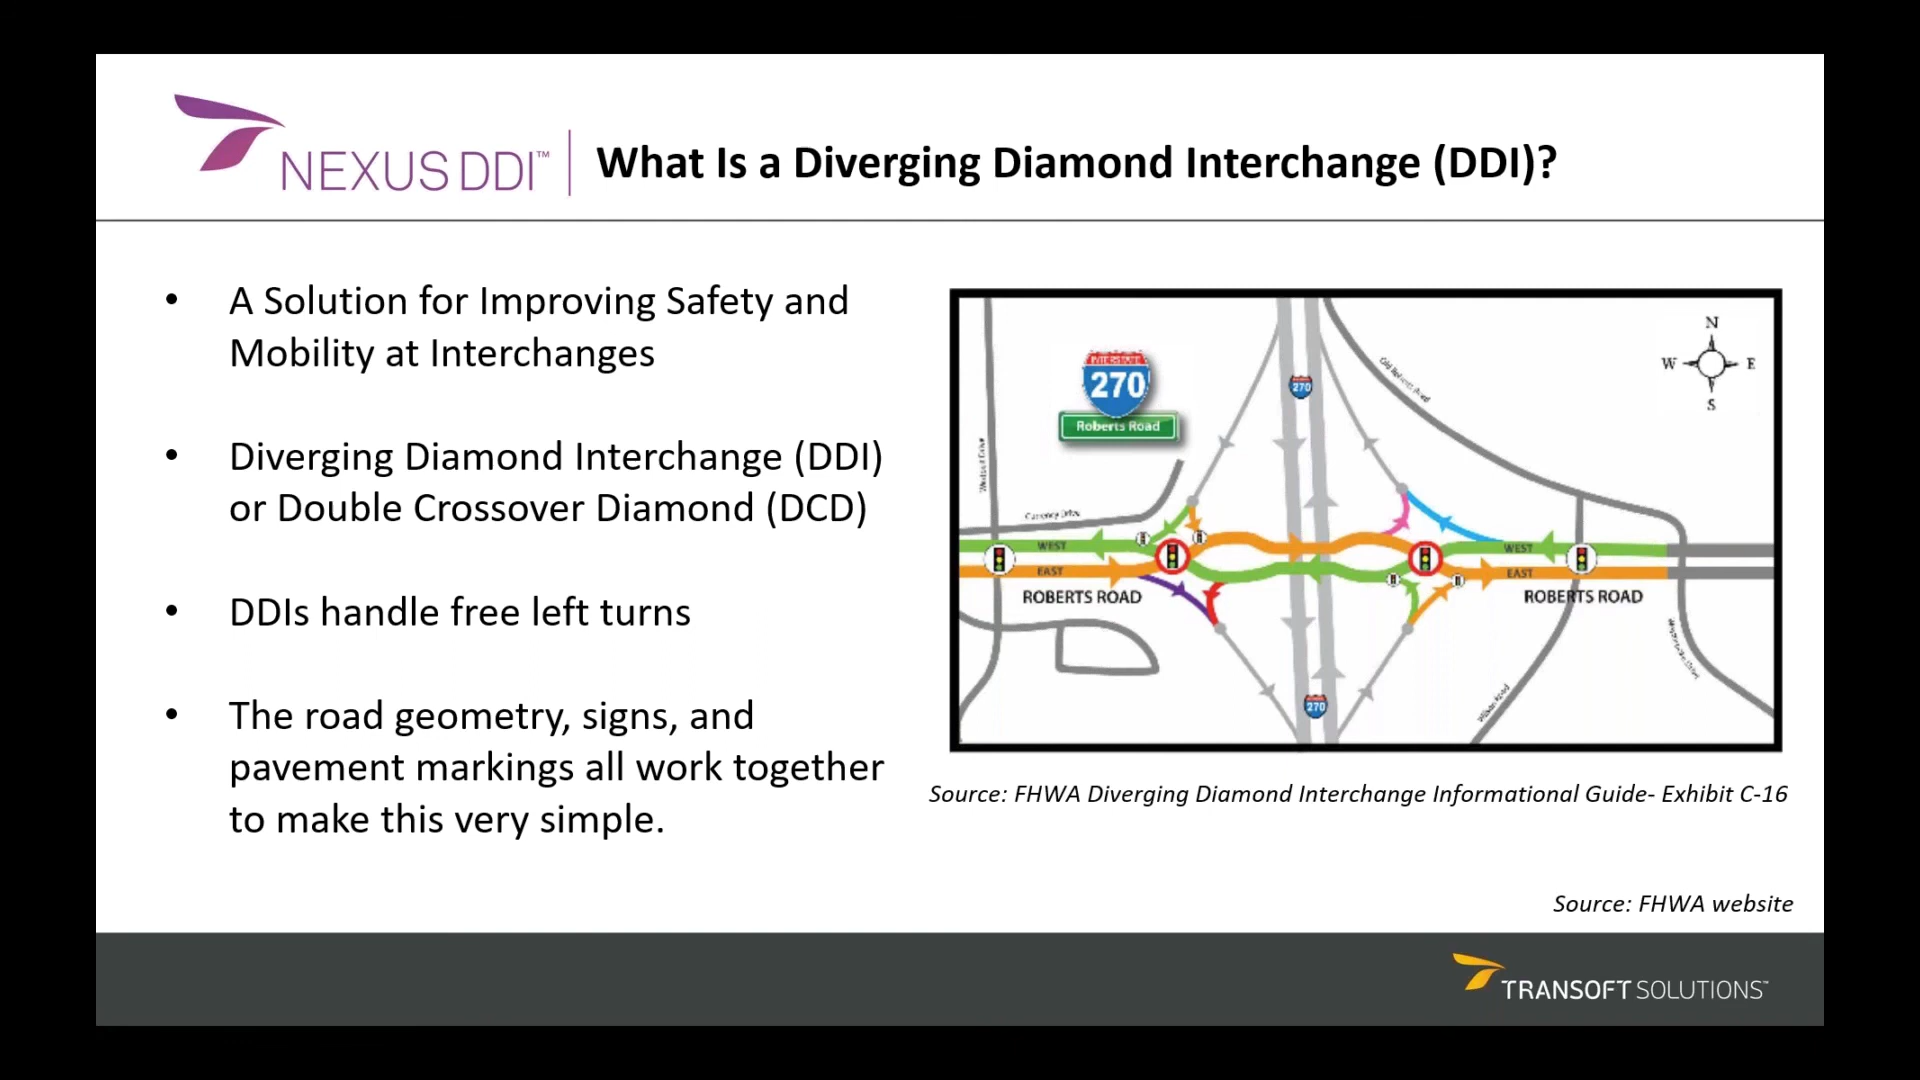 NEXUS DDI™
What Is a Diverging Diamond Interchange (DDI)?
• A Solution for Improving Safety and
Mobility at Interchanges
• Diverging Diamond Interchange (DDI)
or Double Crossover Diamond (DCD)
• DDIs handle free left turns
• The road geometry, signs, and
pavement markings all work together
to make this very simple.
INTERSTATE
270
Roberts Road
270
N
W E
S
WEST
EAST
ROBERTS ROAD
WEST
EAST
ROBERTS ROAD
270
Source: FHWA Diverging Diamond Interchange Informational Guide- Exhibit C-16
Source: FHWA website
TRANSOFT SOLUTIONS™